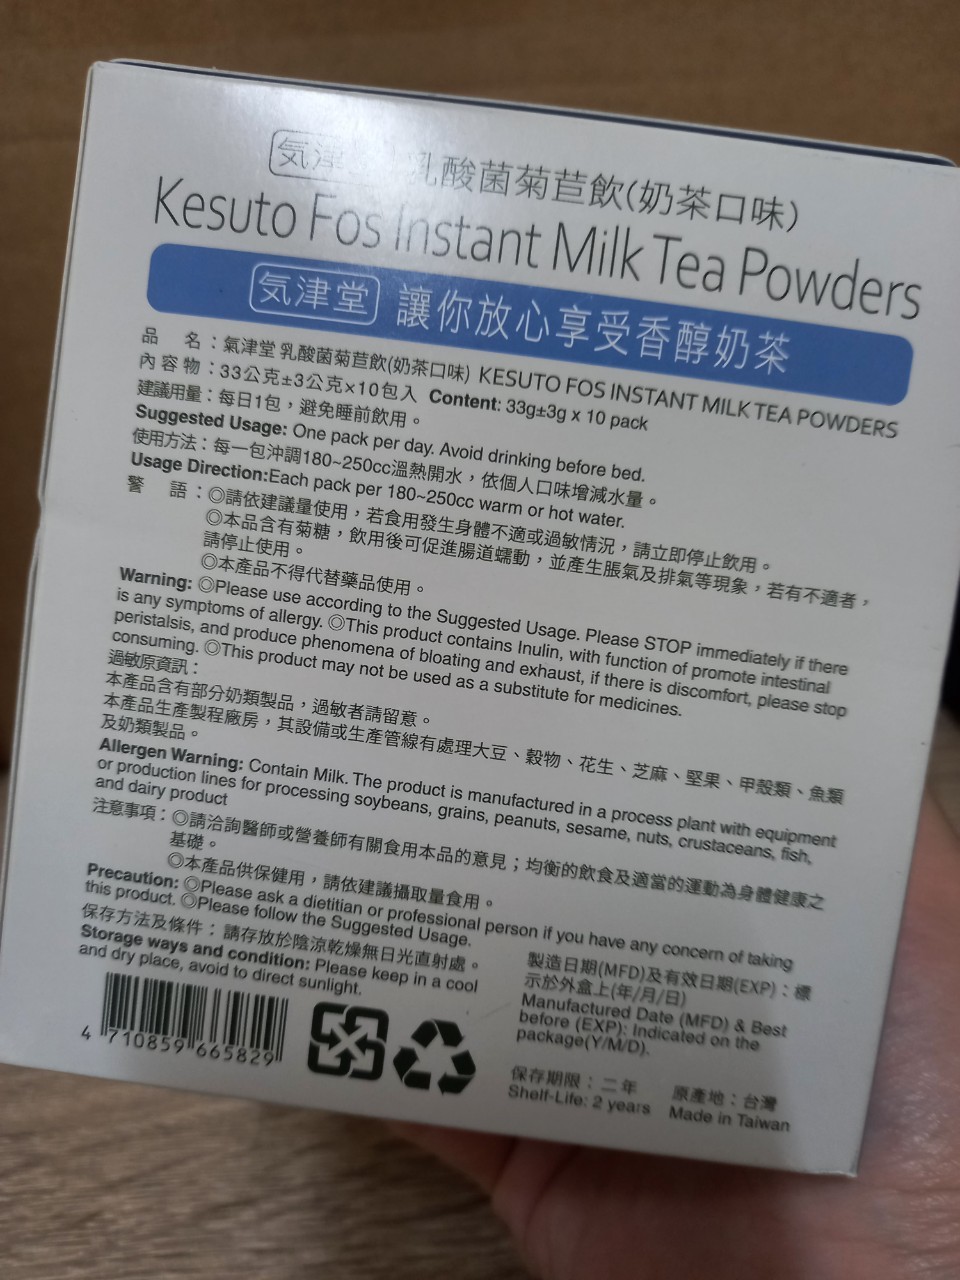 気津堂 乳酸菌菊苣飲(奶茶口味)
Kesuto Fos Instant Milk Tea Powders
気津堂 讓你放心享受香醇奶茶
品 名：氣津堂 乳酸菌菊苣飲(奶茶口味) KESUTO FOS INSTANT MILK TEA POWDERS
內容物：33公克±3公克×10包入 Content: 33g±3g x 10 pack
建議用量：每日1包，避免睡前飲用。
Suggested Usage: One pack per day. Avoid drinking before bed.
使用方法：每一包沖調180~250cc溫熱開水，依個人口味增減水量。
Usage Direction:Each pack per 180~250cc warm or hot water.
警 語：◎請依建議量使用，若食用發生身體不適或過敏情況，請立即停止飲用。
◎本品含有菊糖，飲用後可促進腸道蠕動，並產生脹氣及排氣等現象，若有不適者，
請停止使用。
◎本產品不得代替藥品使用。
Warning: ◎Please use according to the Suggested Usage. Please STOP immediately if there
is any symptoms of allergy. ◎This product contains Inulin, with function of promote intestinal
peristalsis, and produce phenomena of bloating and exhaust, if there is discomfort, please stop
consuming. ◎This product may not be used as a substitute for medicines.
過敏原資訊：
本產品含有部分奶類製品，過敏者請留意。
本產品生產製程廠房，其設備或生產管線有處理大豆、穀物、花生、芝麻、堅果、甲殼類、魚類
及奶類製品。
Allergen Warning: Contain Milk. The product is manufactured in a process plant with equipment
or production lines for processing soybeans, grains, peanuts, sesame, nuts, crustaceans, fish,
and dairy product
注意事項：◎請洽詢醫師或營養師有關食用本品的意見；均衡的飲食及適當的運動為身體健康之
基礎。
◎本產品供保健用，請依建議攝取量食用。
Precaution: ◎Please ask a dietitian or professional person if you have any concern of taking
this product. ◎Please follow the Suggested Usage.
保存方法及條件：請存放於陰涼乾燥無日光直射處。
Storage ways and condition: Please keep in a cool
and dry place, avoid to direct sunlight.
製造日期(MFD)及有效日期(EXP)：標
示於外盒上(年/月/日)
Manufactured Date (MFD) & Best
before (EXP): Indicated on the
package(Y/M/D).
4 710859 665829
保存期限：二年 原產地：台灣
Shelf-Life: 2 years Made in Taiwan